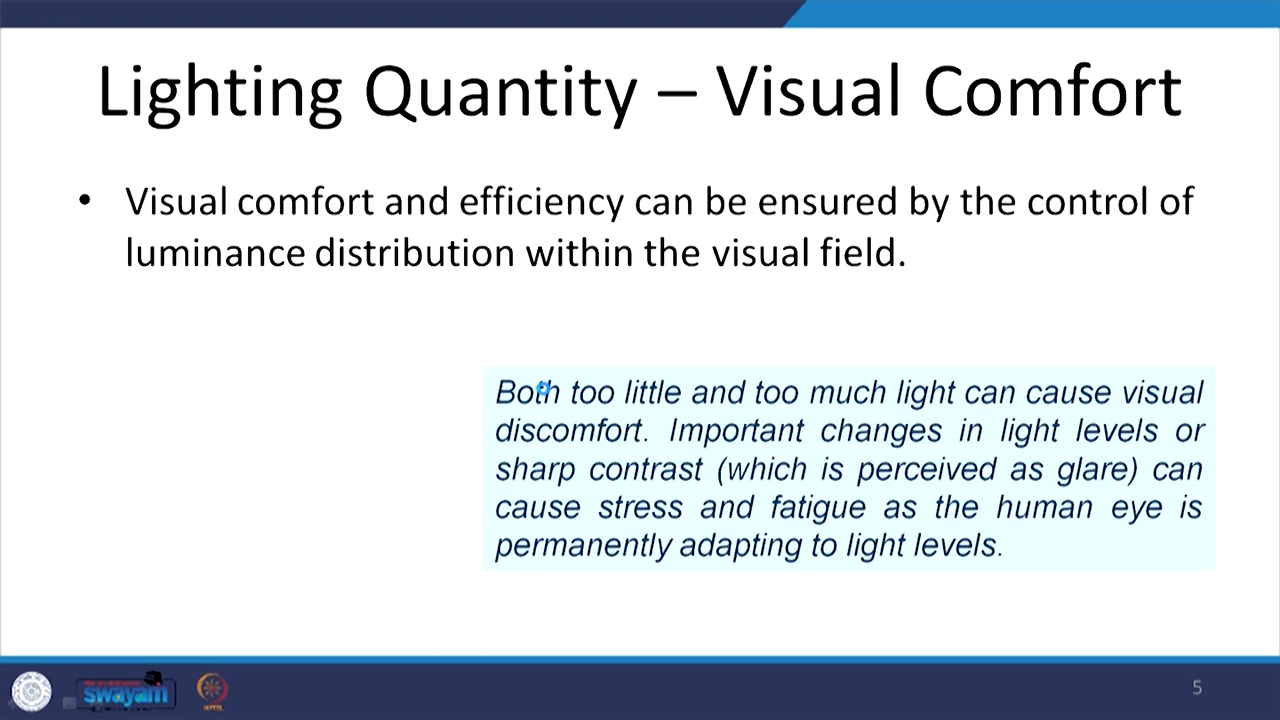 Lighting Quantity – Visual Comfort
• Visual comfort and efficiency can be ensured by the control of
luminance distribution within the visual field.
Both too little and too much light can cause visual
discomfort. Important changes in light levels or
sharp contrast (which is perceived as glare) can
cause stress and fatigue as the human eye is
permanently adapting to light levels.
swayam
5